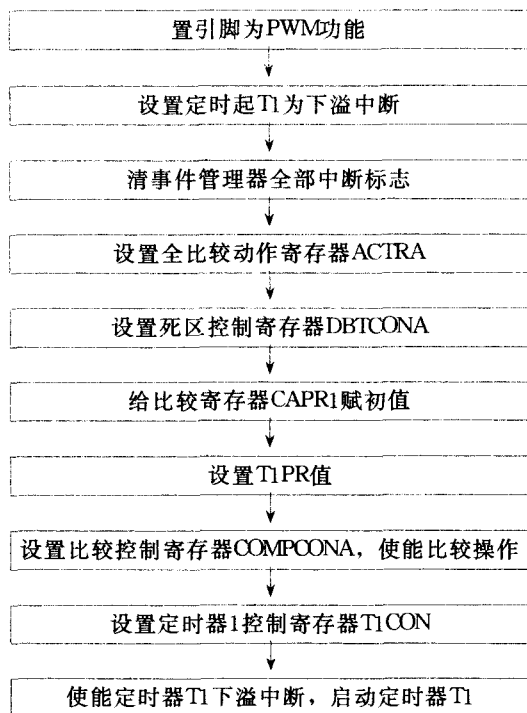 置引脚为PWM功能
设置定时起T1为下溢中断
清事件管理器全部中断标志
设置全比较动作寄存器ACTRA
设置死区控制寄存器DBTCONA
给比较寄存器CAPR1赋初值
设置T1PR值
设置比较控制寄存器COMPCONA，使能比较操作
设置定时器1控制寄存器T1CON
使能定时器T1下溢中断，启动定时器T1